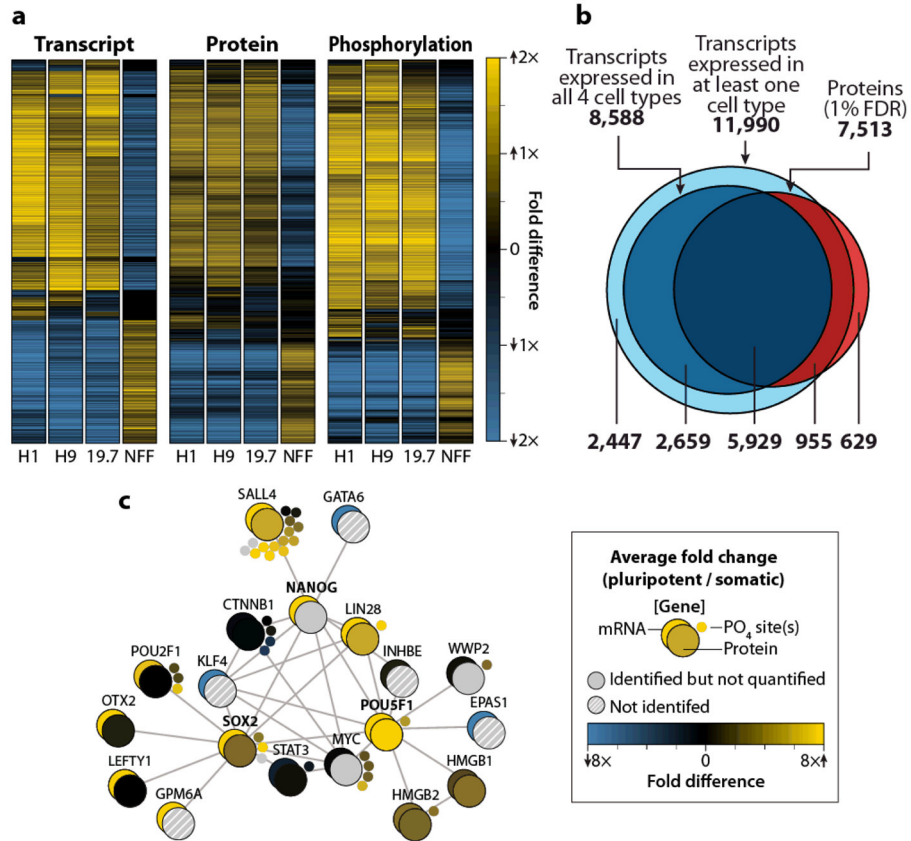 a
Transcript
Protein
Phosphorylation
H1 H9 19.7 NFF
H1 H9 19.7 NFF
H1 H9 19.7 NFF
2×
1×
0
1×
2×
Fold difference
b
Transcripts
expressed in
all 4 cell types
8,588
Transcripts
expressed in
at least one
cell type
11,990
Proteins
(1% FDR)
7,513
2,447 2,659 5,929 955 629
c
SALL4
GATA6
NANOG
CTNNB1
LIN28
POU2F1
KLF4
INHBE
WWP2
OTX2
SOX2
POU5F1
EPAS1
LEFTY1
STAT3
MYC
HMGB1
GPM6A
HMGB2
Average fold change
(pluripotent / somatic)
[Gene]
mRNA
PO4 site(s)
Protein
Identified but not quantified
Not identifed
↓8× 0 8×↑
Fold difference